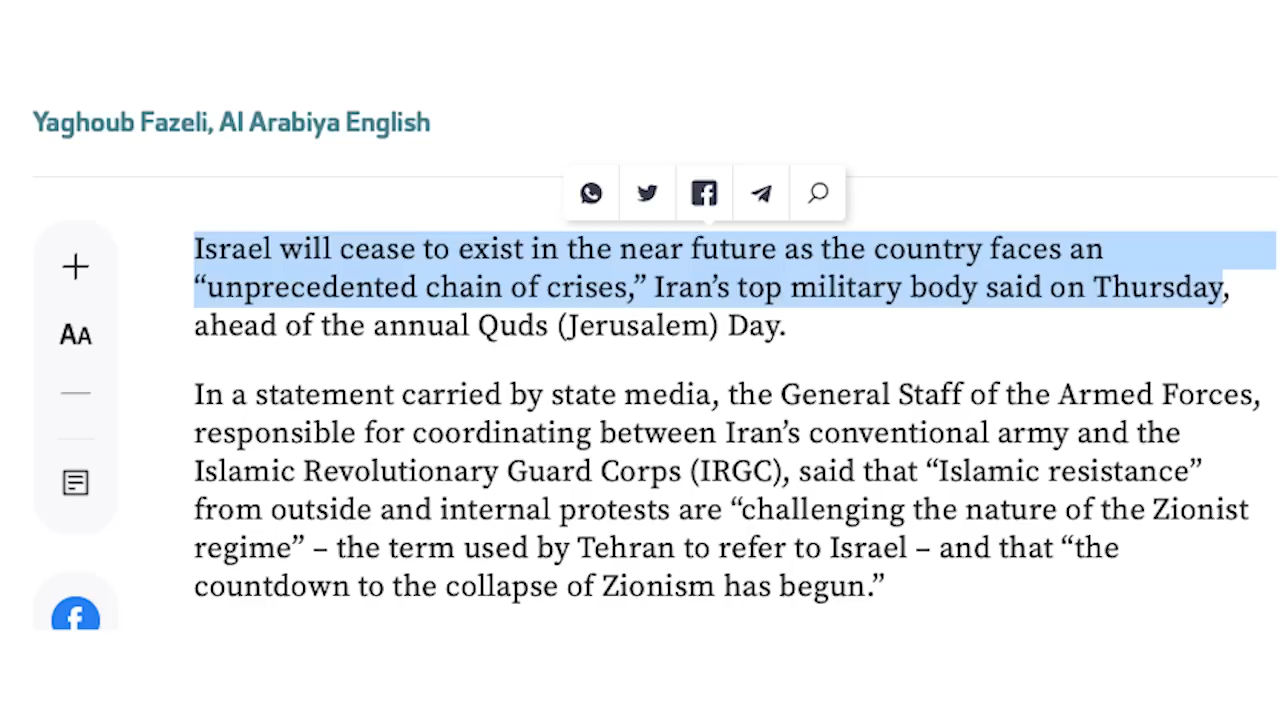 Yaghoub Fazeli, Al Arabiya English
Israel will cease to exist in the near future as the country faces an
“unprecedented chain of crises,” Iran’s top military body said on Thursday,
ahead of the annual Quds (Jerusalem) Day.
AA
In a statement carried by state media, the General Staff of the Armed Forces,
responsible for coordinating between Iran’s conventional army and the
Islamic Revolutionary Guard Corps (IRGC), said that “Islamic resistance”
from outside and internal protests are “challenging the nature of the Zionist
regime” – the term used by Tehran to refer to Israel – and that “the
countdown to the collapse of Zionism has begun.”